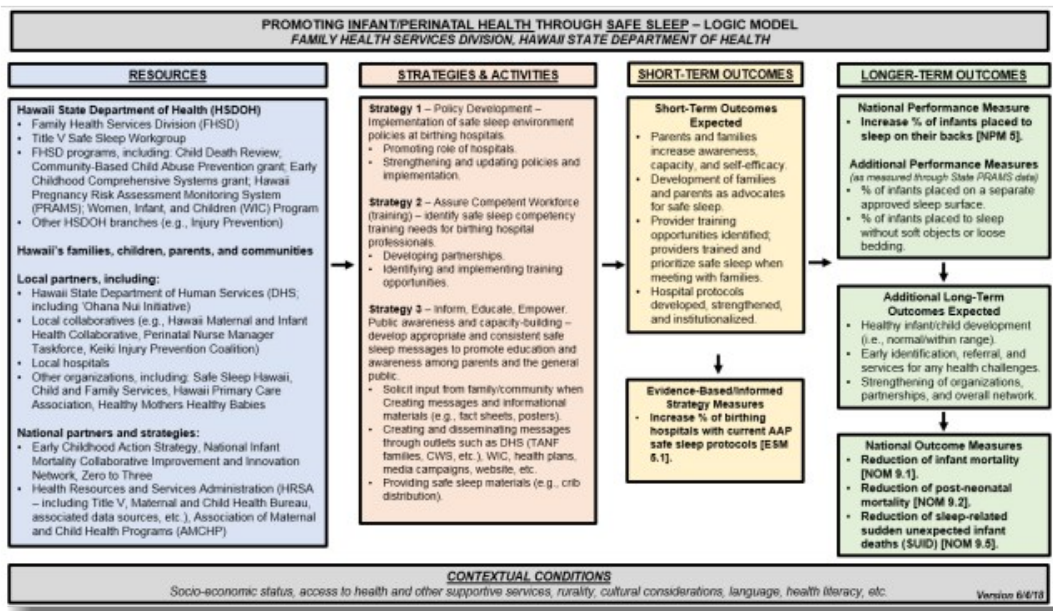 PROMOTING INFANT/PERINATAL HEALTH THROUGH SAFE SLEEP – LOGIC MODEL
FAMILY HEALTH SERVICES DIVISION, HAWAII STATE DEPARTMENT OF HEALTH
RESOURCES
Hawaii State Department of Health (HSDOH)
• Family Health Services Division (FHSD)
• Title V Safe Sleep Workgroup
• FHSD programs, including: Child Death Review;
Community-Based Child Abuse Prevention grant; Early
Childhood Comprehensive Systems grant; Hawaii
Pregnancy Risk Assessment Monitoring System
(PRAMS); Women, Infant, and Children (WIC) Program
• Other HSDOH branches (e.g., Injury Prevention)
Hawaii's families, children, parents, and communities
Local partners, including:
• Hawaii State Department of Human Services (DHS;
including 'Ohana Nui Initiative)
• Local collaboratives (e.g., Hawaii Maternal and Infant
Health Collaborative, Perinatal Nurse Manager
Taskforce, Keiki Injury Prevention Coalition)
• Local hospitals
• Other organizations, including: Safe Sleep Hawaii,
Child and Family Services, Hawaii Primary Care
Association, Healthy Mothers Healthy Babies
National partners and strategies:
• Early Childhood Action Strategy, National Infant
Mortality Collaborative Improvement and Innovation
Network, Zero to Three
• Health Resources and Services Administration (HRSA
– including Title V, Maternal and Child Health Bureau,
associated data sources, etc.), Association of Maternal
and Child Health Programs (AMCHP)
STRATEGIES & ACTIVITIES
Strategy 1 – Policy Development –
Implementation of safe sleep environment
policies at birthing hospitals.
• Promoting role of hospitals.
• Strengthening and updating policies and
implementation.
Strategy 2 – Assure Competent Workforce
(training) – identify safe sleep competency
training needs for birthing hospital
professionals.
• Developing partnerships.
• Identifying and implementing training
opportunities.
Strategy 3 – Inform, Educate, Empower.
Public awareness and capacity-building –
develop appropriate and consistent safe
sleep messages to promote education and
awareness among parents and the general
public.
• Solicit input from family/community when
Creating messages and informational
materials (e.g., fact sheets, posters).
• Creating and disseminating messages
through outlets such as DHS (TANF
families, CWS, etc.), WIC, health plans,
media campaigns, website, etc.
• Providing safe sleep materials (e.g., crib
distribution).
SHORT-TERM OUTCOMES
Short-Term Outcomes
Expected
• Parents and families
increase awareness,
capacity, and self-efficacy.
• Development of families
and parents as advocates
for safe sleep.
• Provider training
opportunities identified;
providers trained and
prioritize safe sleep when
meeting with families.
• Hospital protocols
developed, strengthened,
and institutionalized.
Evidence-Based/Informed
Strategy Measures
• Increase % of birthing
hospitals with current AAP
safe sleep protocols [ESM
5.1].
LONGER-TERM OUTCOMES
National Performance Measure
• Increase % of infants placed to
sleep on their backs [NPM 5].
Additional Performance Measures
(as measured through State PRAMS data)
• % of infants placed on a separate
approved sleep surface.
• % of infants placed to sleep
without soft objects or loose
bedding.
Additional Long-Term
Outcomes Expected
• Healthy infant/child development
(i.e., normal/within range).
• Early identification, referral, and
services for any health challenges.
• Strengthening of organizations,
partnerships, and overall network.
National Outcome Measures
• Reduction of infant mortality
[NOM 9.1].
• Reduction of post-neonatal
mortality [NOM 9.2].
• Reduction of sleep-related
sudden unexpected infant
deaths (SUID) [NOM 9.5].
CONTEXTUAL CONDITIONS
Socio-economic status, access to health and other supportive services, rurality, cultural considerations, language, health literacy, etc.
Version 6/4/18